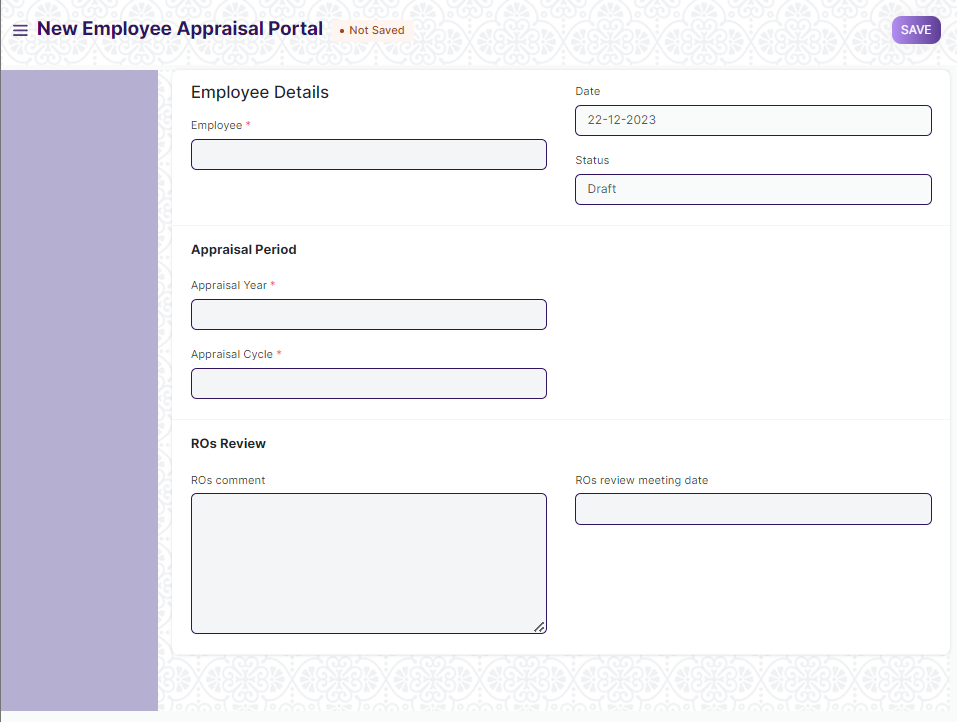 New Employee Appraisal Portal
• Not Saved
SAVE
Employee Details
Employee *
Date
22-12-2023
Status
Draft
Appraisal Period
Appraisal Year *
Appraisal Cycle *
ROs Review
ROs comment
ROs review meeting date